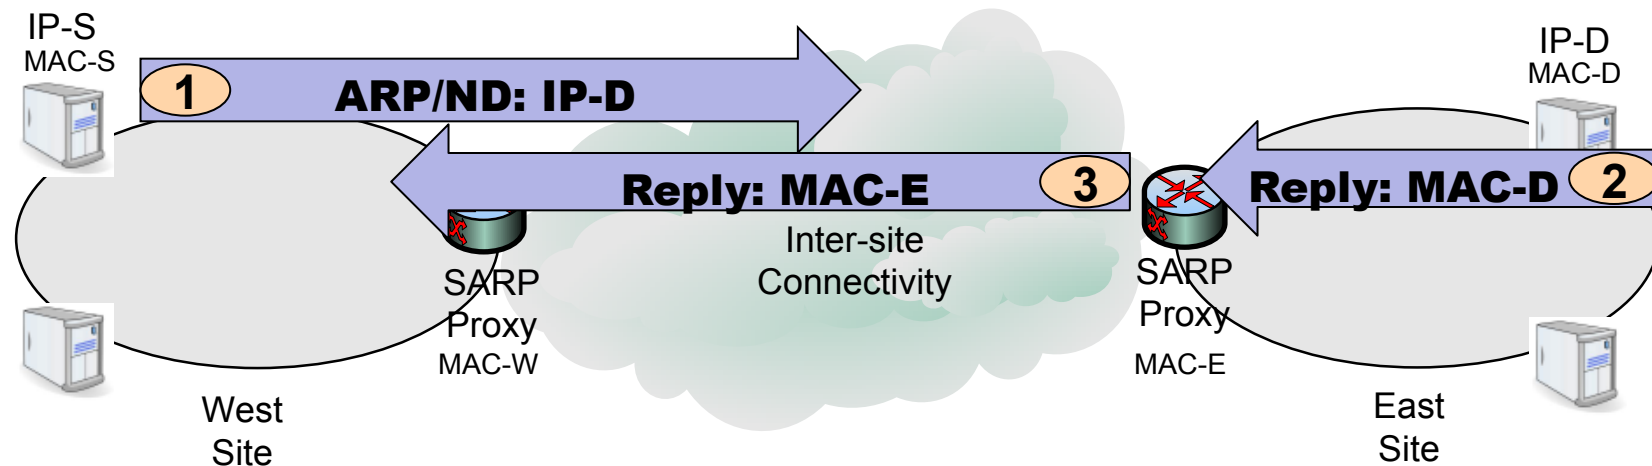 IP-S
MAC-S
IP-D
MAC-D
1
ARP/ND: IP-D
Reply: MAC-E
3
Reply: MAC-D
2
Inter-site
Connectivity
SARP
Proxy
MAC-W
SARP
Proxy
MAC-E
West
Site
East
Site